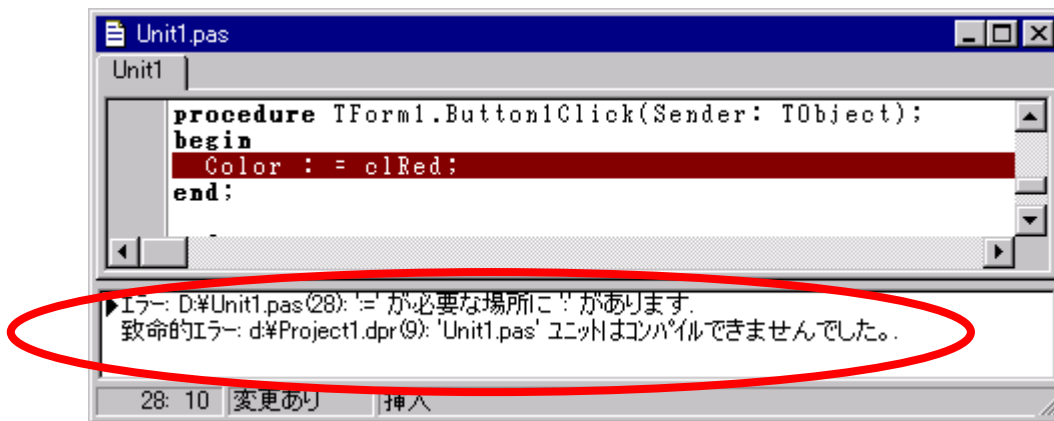 Unit1.pas
Unit1
procedure TForm1.Button1Click(Sender: TObject);
begin
Color : = clRed;
end;
エラー: D:¥Unit1.pas(28): ':=' が必要な場所に ':' があります.
致命的エラー: d:¥Project1.dpr(9): 'Unit1.pas' ユニットはコンパイルできませんでした。.
28: 10 変更あり 挿入